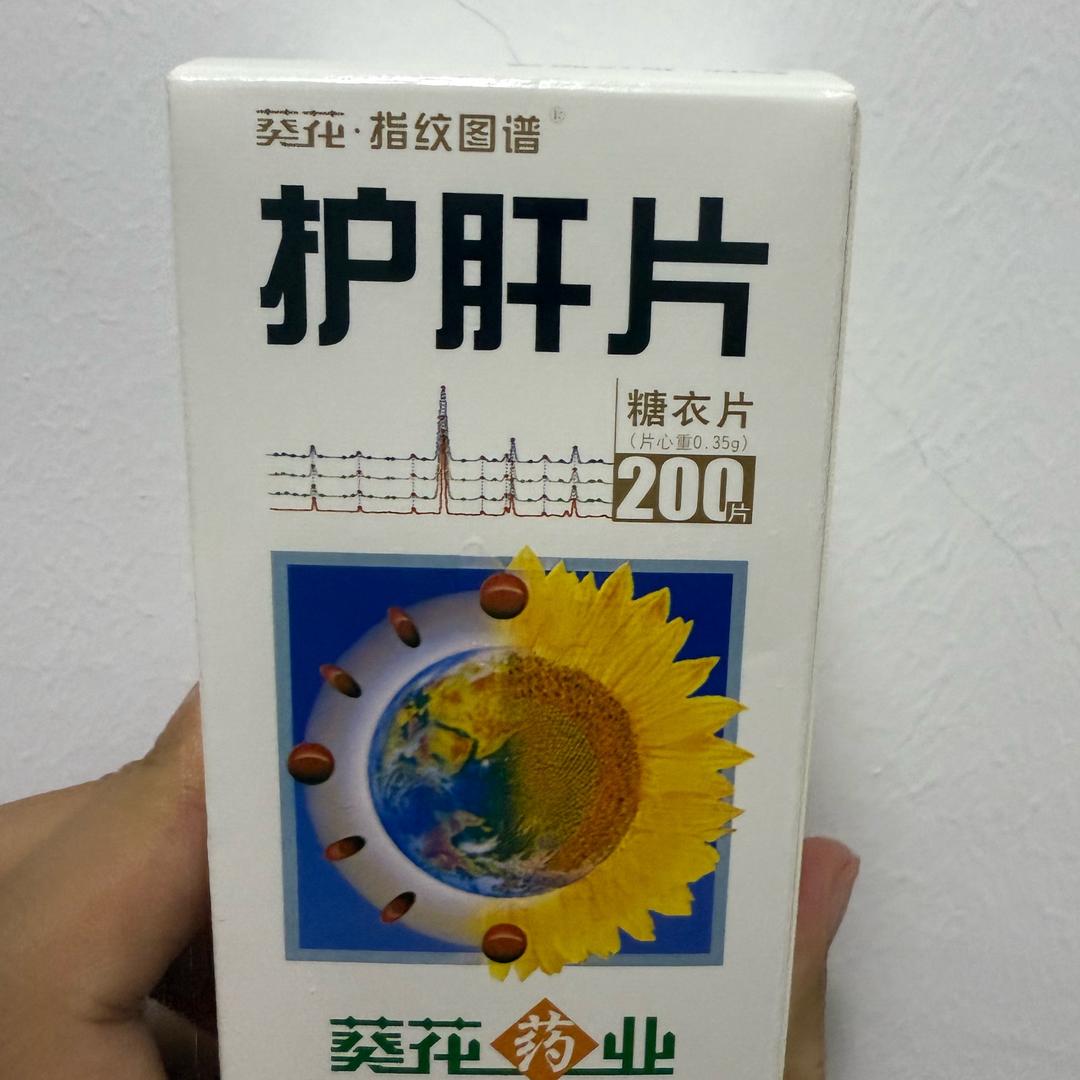 葵花·指纹图谱®
护肝片
糖衣片
(片心重0.35g)
200片
葵花药业